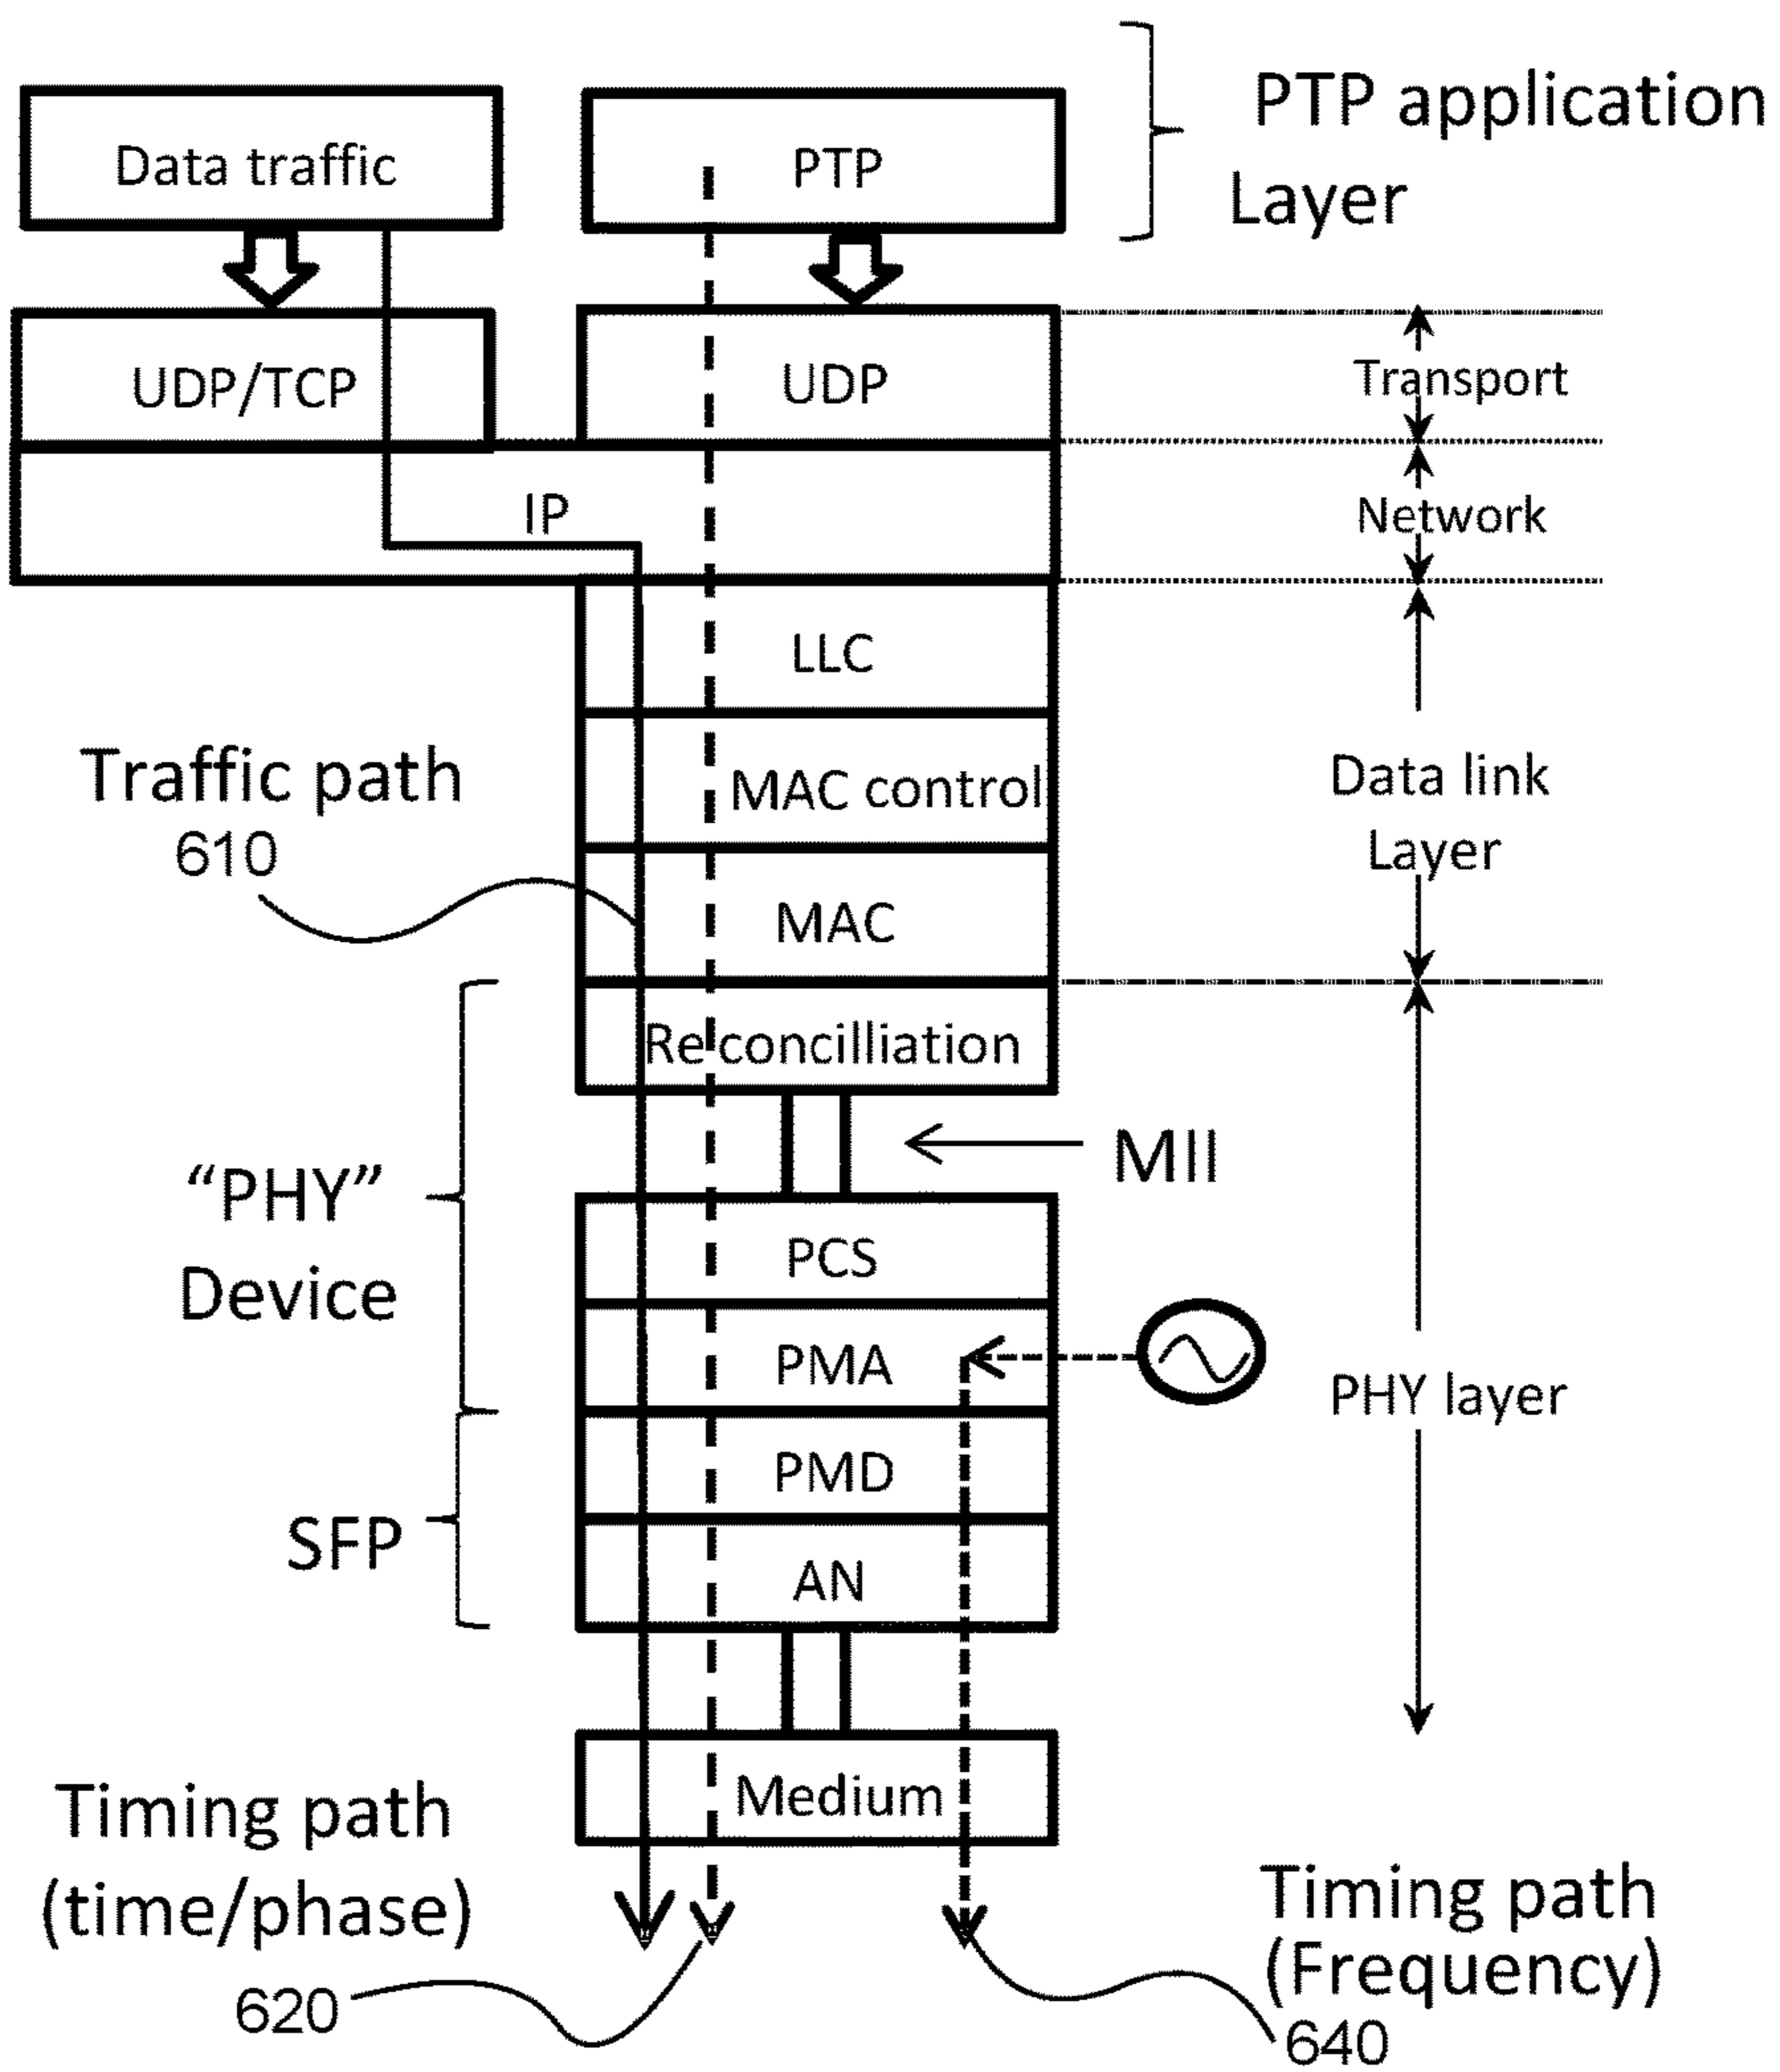 PTP application
Layer
Data traffic
PTP
UDP/TCP
UDP
Transport
IP
Network
LLC
Traffic path
610
MAC control
Data link
Layer
MAC
Reconcilliation
MII
“PHY”
Device
PCS
PMA
PHY layer
PMD
SFP
AN
Medium
Timing path
(time/phase)
620
Timing path
(Frequency)
640